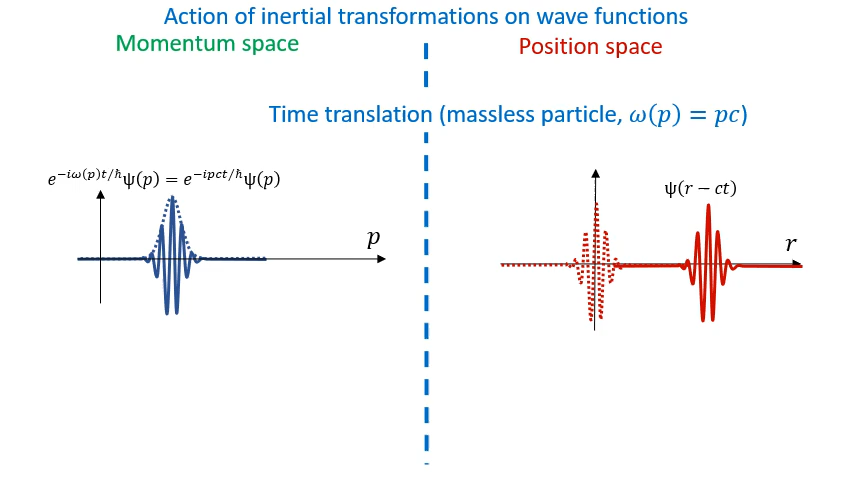 Action of inertial transformations on wave functions
Momentum space
Position space
Time translation (massless particle, ω(p) = pc)
e^{-iω(p)t/ℏ}ψ(p) = e^{-ipct/ℏ}ψ(p)
p
ψ(r − ct)
r